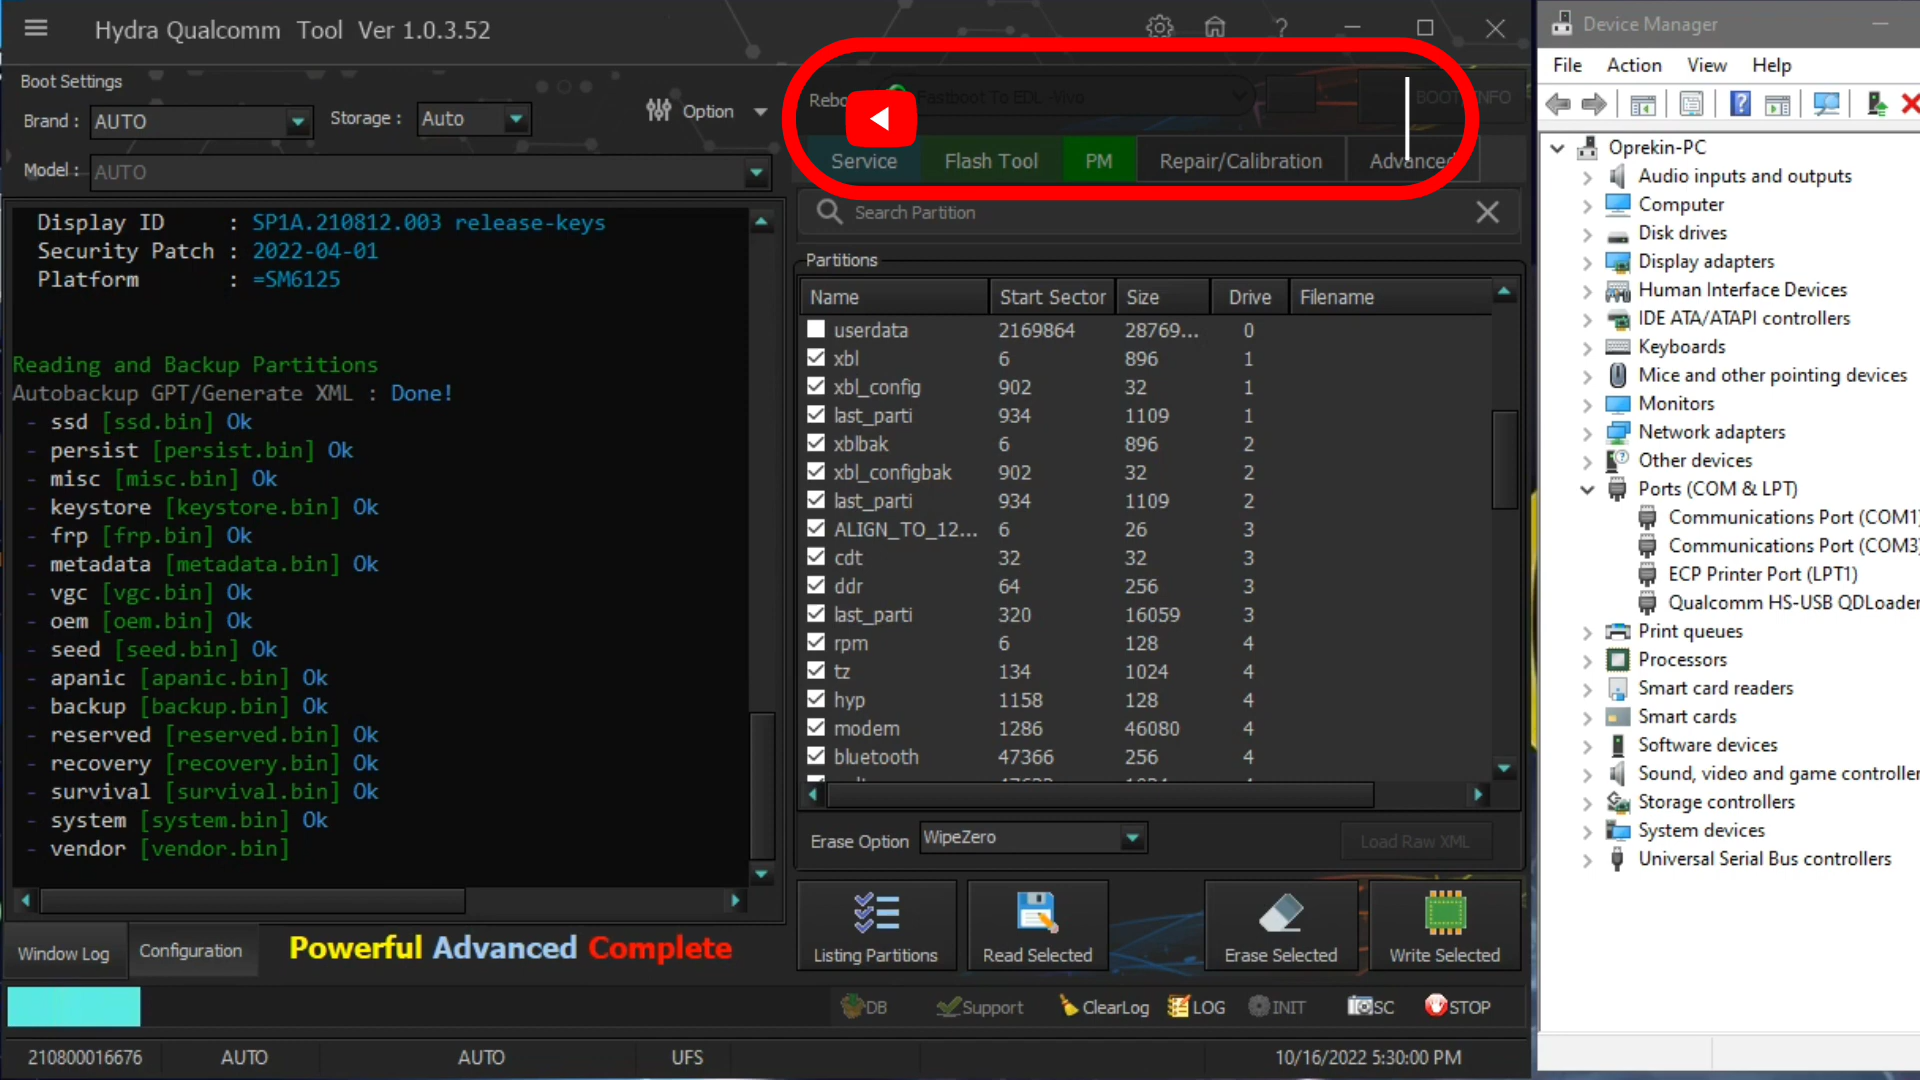 Hydra Qualcomm Tool Ver 1.0.3.52
Boot Settings
Brand : AUTO Storage : Auto Option
Model : AUTO
Display ID : SP1A.210812.003 release-keys
Security Patch : 2022-04-01
Platform : =SM6125
Reading and Backup Partitions
Autobackup GPT/Generate XML : Done!
- ssd [ssd.bin] Ok
- persist [persist.bin] Ok
- misc [misc.bin] Ok
- keystore [keystore.bin] Ok
- frp [frp.bin] Ok
- metadata [metadata.bin] Ok
- vgc [vgc.bin] Ok
- oem [oem.bin] Ok
- seed [seed.bin] Ok
- apanic [apanic.bin] Ok
- backup [backup.bin] Ok
- reserved [reserved.bin] Ok
- recovery [recovery.bin] Ok
- survival [survival.bin] Ok
- system [system.bin] Ok
- vendor [vendor.bin]
Window Log Configuration Powerful Advanced Complete
Rebo Fastboot To EDL -Vivo
Service Flash Tool PM Repair/Calibration Advanced
Search Partition
Partitions
Name Start Sector Size Drive Filename
userdata 2169864 28769... 0
xbl 6 896 1
xbl_config 902 32 1
last_parti 934 1109 1
xblbak 6 896 2
xbl_configbak 902 32 2
last_parti 934 1109 2
ALIGN_TO_12... 6 26 3
cdt 32 32 3
ddr 64 256 3
last_parti 320 16059 3
rpm 6 128 4
tz 134 1024 4
hyp 1158 128 4
modem 1286 46080 4
bluetooth 47366 256 4
Erase Option WipeZero Load Raw XML
Listing Partitions Read Selected Erase Selected Write Selected
DB Support ClearLog LOG INIT SC STOP
210800016676 AUTO AUTO UFS 10/16/2022 5:30:00 PM
Device Manager
File Action View Help
Oprekin-PC
Audio inputs and outputs
Computer
Disk drives
Display adapters
Human Interface Devices
IDE ATA/ATAPI controllers
Keyboards
Mice and other pointing devices
Monitors
Network adapters
Other devices
Ports (COM & LPT)
Communications Port (COM1)
Communications Port (COM3
ECP Printer Port (LPT1)
Qualcomm HS-USB QDLoader
Print queues
Processors
Smart card readers
Smart cards
Software devices
Sound, video and game controller
Storage controllers
System devices
Universal Serial Bus controllers